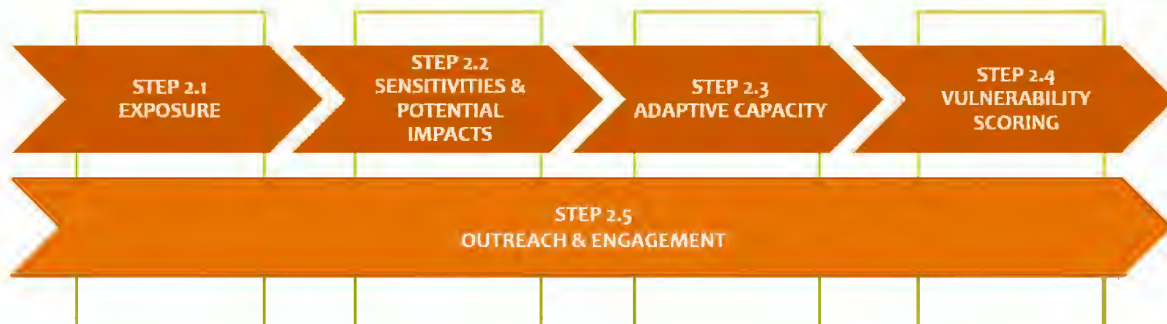 STEP 2.1
EXPOSURE
STEP 2.2
SENSITIVITIES &
POTENTIAL
IMPACTS
STEP 2.3
ADAPTIVE CAPACITY
STEP 2.4
VULNERABILITY
SCORING
STEP 2.5
OUTREACH & ENGAGEMENT